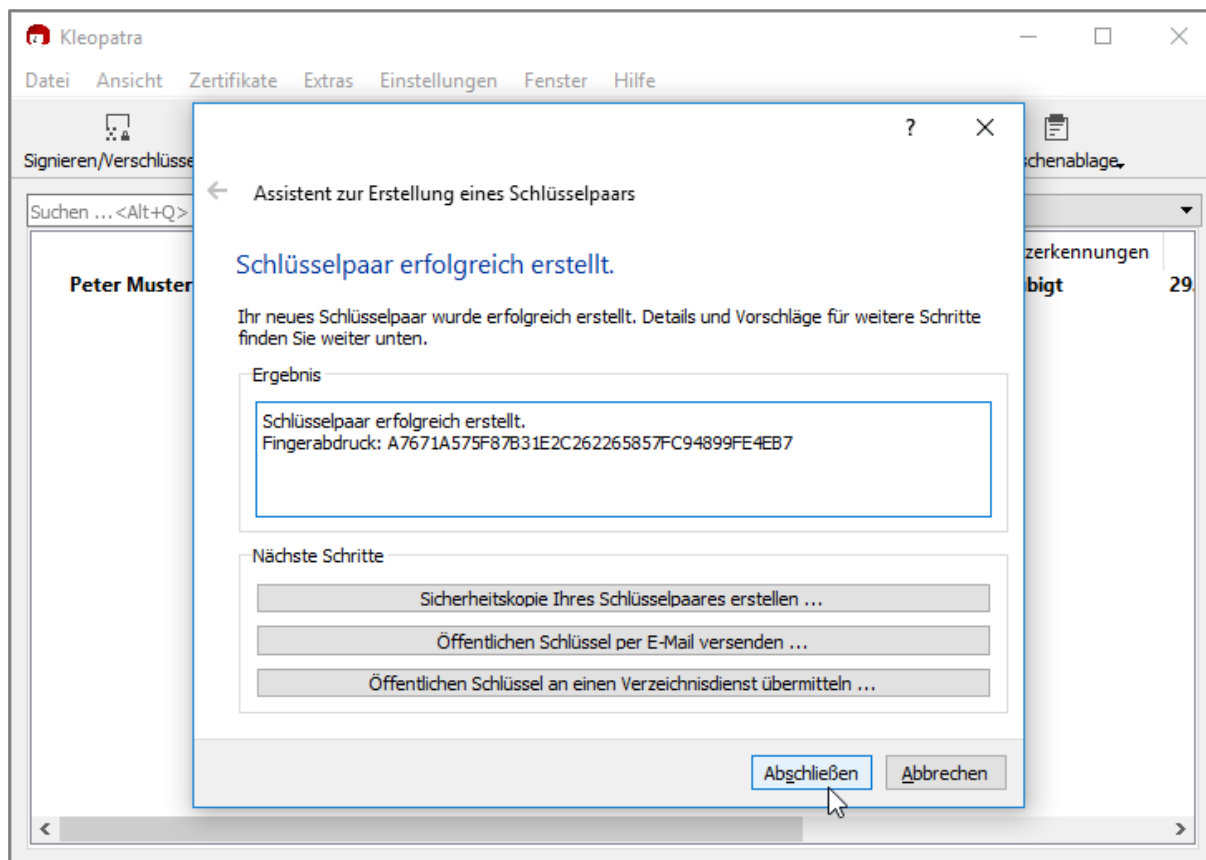 Kleopatra
Datei Ansicht Zertifikate Extras Einstellungen Fenster Hilfe
Signieren/Verschlüsse
chenablage
Suchen ...<Alt+Q>
zerkennungen
Peter Muster
bigt 29.
?
Assistent zur Erstellung eines Schlüsselpaars
Schlüsselpaar erfolgreich erstellt.
Ihr neues Schlüsselpaar wurde erfolgreich erstellt. Details und Vorschläge für weitere Schritte
finden Sie weiter unten.
Ergebnis
Schlüsselpaar erfolgreich erstellt.
Fingerabdruck: A7671A575F87B31E2C262265857FC94899FE4EB7
Nächste Schritte
Sicherheitskopie Ihres Schlüsselpaares erstellen ...
Öffentlichen Schlüssel per E-Mail versenden ...
Öffentlichen Schlüssel an einen Verzeichnisdienst übermitteln ...
Abschließen Abbrechen